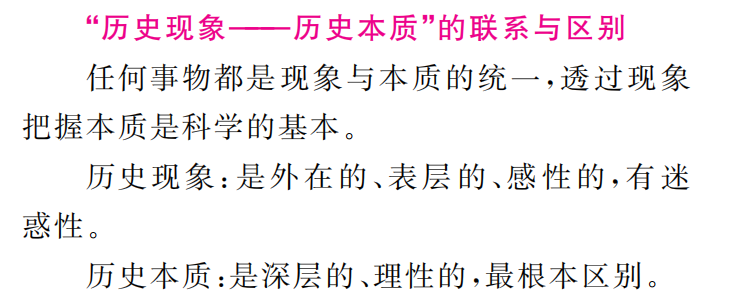 “历史现象——历史本质”的联系与区别
任何事物都是现象与本质的统一,透过现象
把握本质是科学的基本。
历史现象:是外在的、表层的、感性的,有迷
惑性。
历史本质:是深层的、理性的,最根本区别。